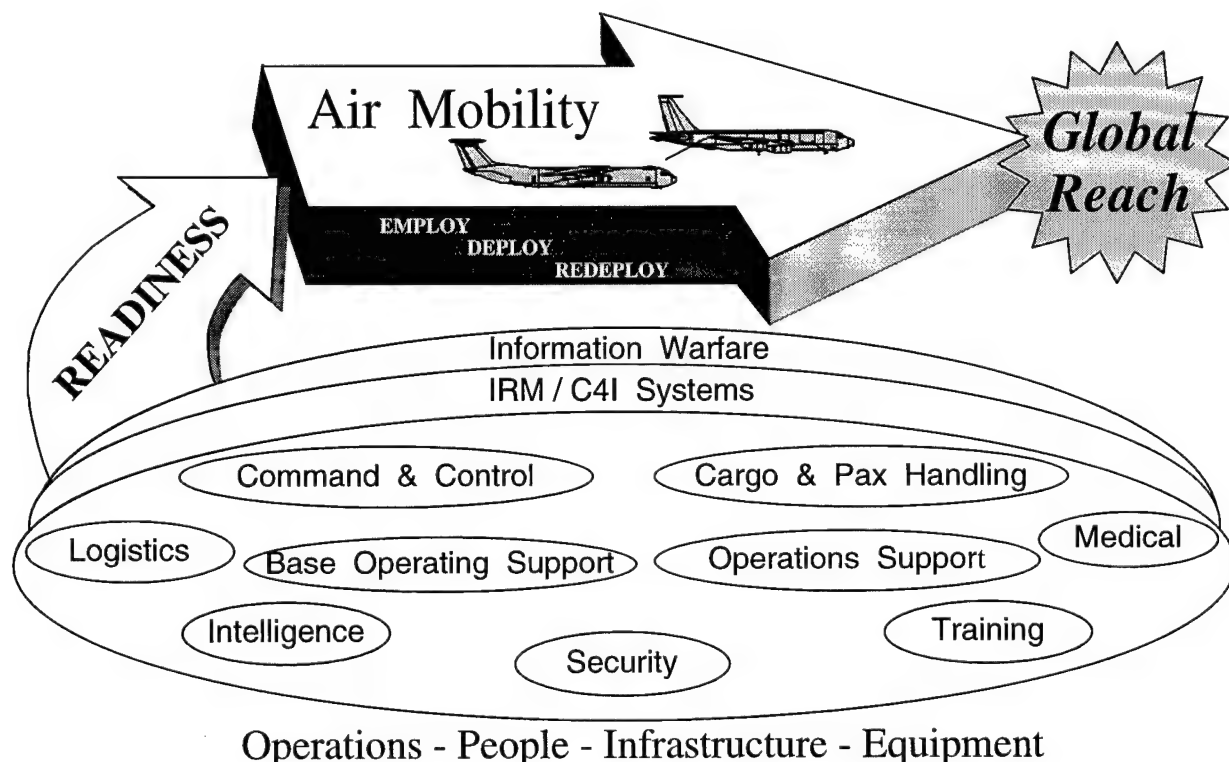 Air Mobility
Global
Reach
EMPLOY
DEPLOY
REDEPLOY
READINESS
Information Warfare
IRM / C4I Systems
Command & Control
Cargo & Pax Handling
Logistics
Base Operating Support
Operations Support
Medical
Intelligence
Security
Training
Operations - People - Infrastructure - Equipment